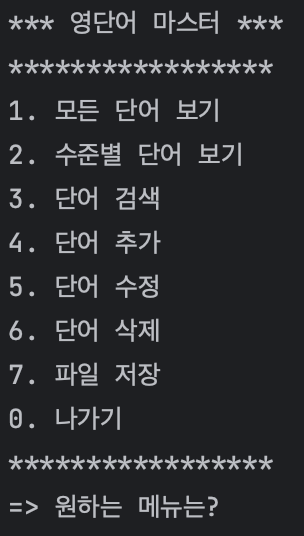 *** 영단어 마스터 ***
*****************
1. 모든 단어 보기
2. 수준별 단어 보기
3. 단어 검색
4. 단어 추가
5. 단어 수정
6. 단어 삭제
7. 파일 저장
0. 나가기
*****************
=> 원하는 메뉴는?